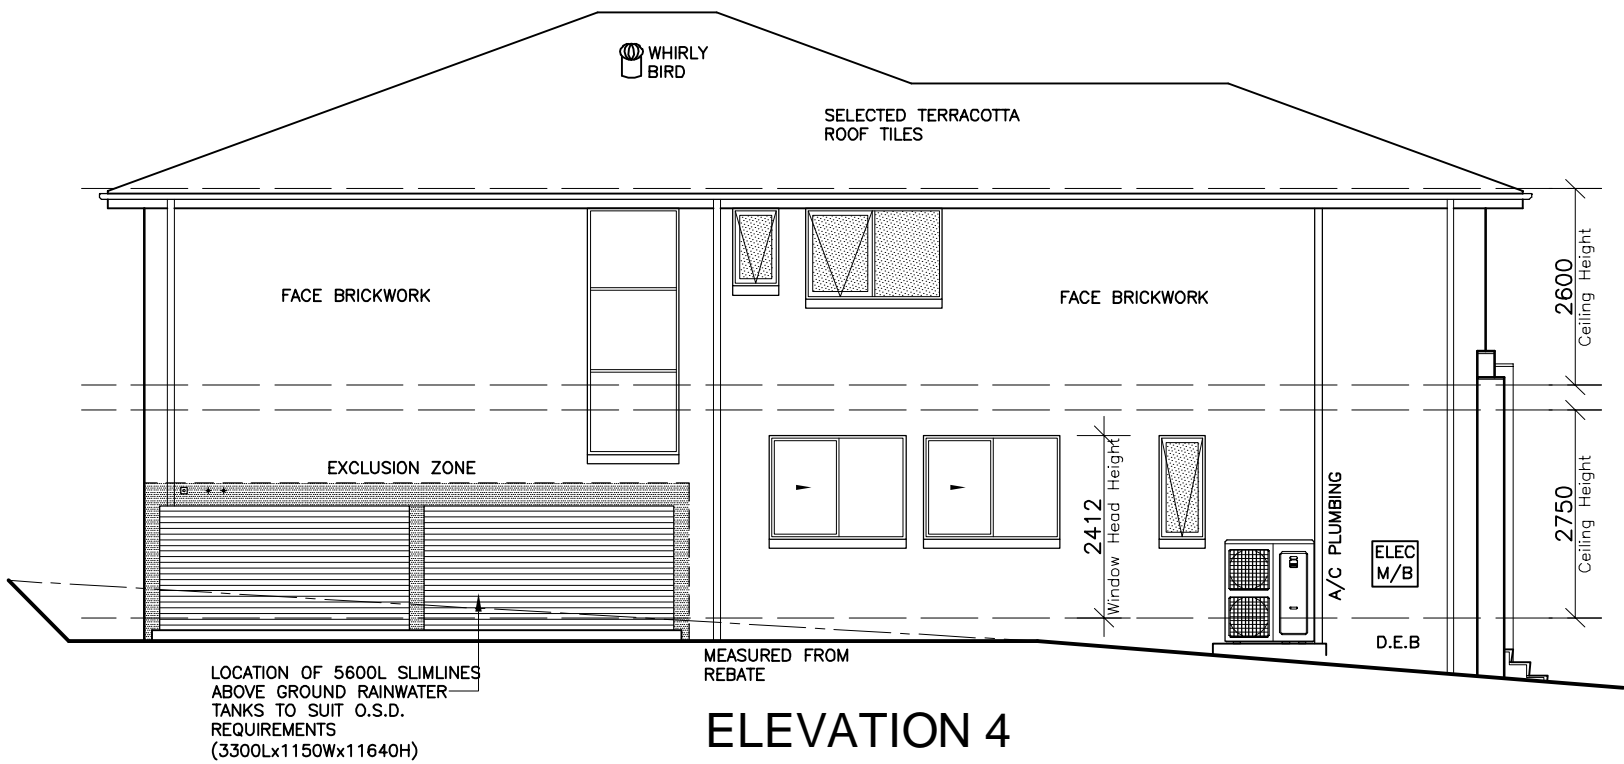 WHIRLY
BIRD
SELECTED TERRACOTTA
ROOF TILES
FACE BRICKWORK
FACE BRICKWORK
2600
Ceiling Height
EXCLUSION ZONE
2412
Window Head Height
A/C PLUMBING
ELEC
M/B
2750
Ceiling Height
D.E.B
MEASURED FROM
REBATE
LOCATION OF 5600L SLIMLINES
ABOVE GROUND RAINWATER
TANKS TO SUIT O.S.D.
REQUIREMENTS
(3300Lx1150Wx11640H)
ELEVATION 4